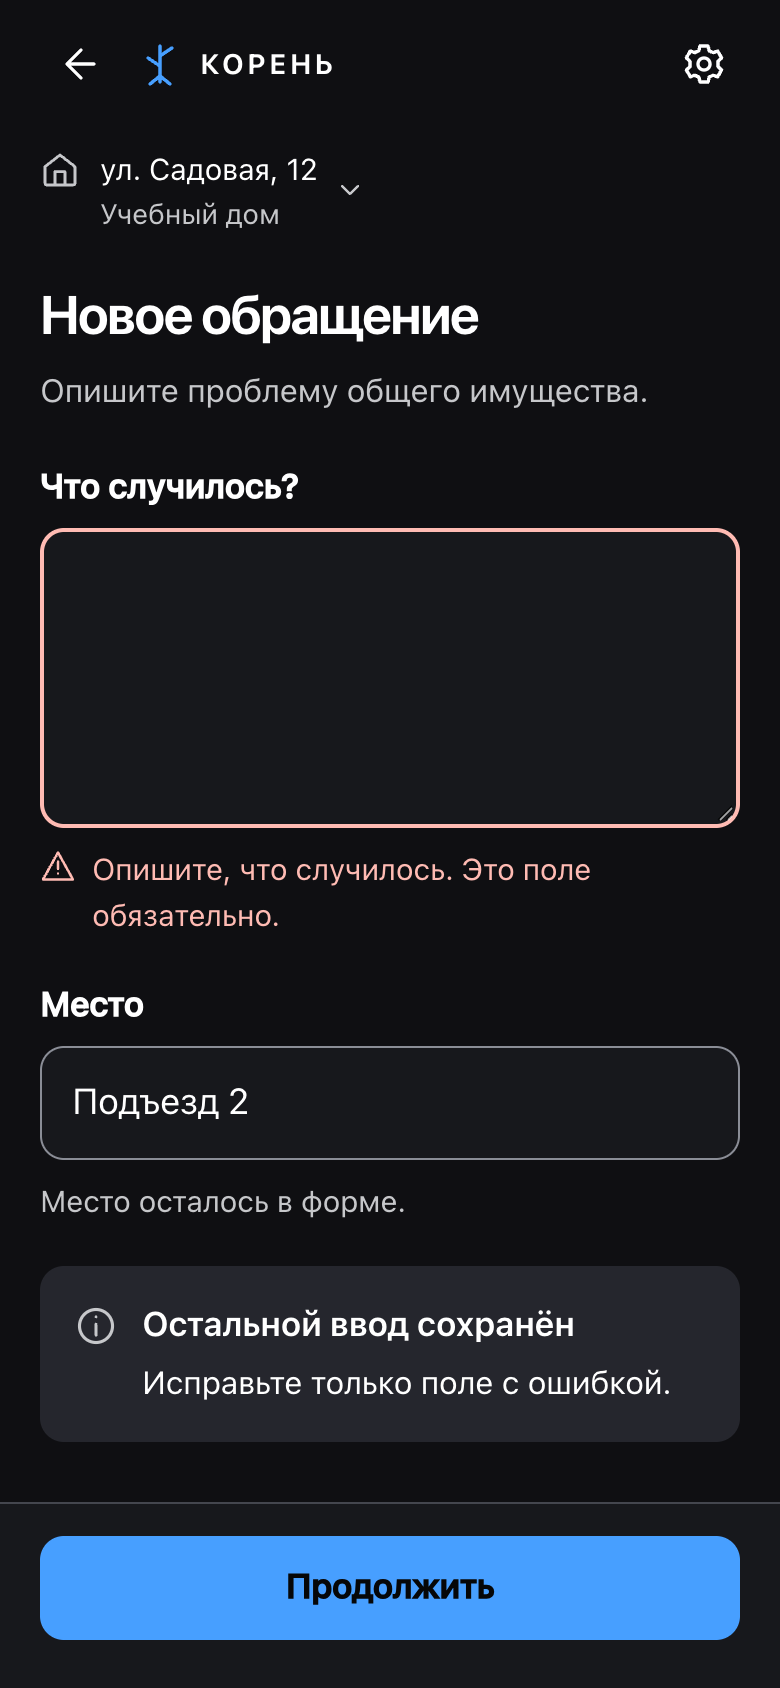 КОРЕНЬ
ул. Садовая, 12
Учебный дом
Новое обращение
Опишите проблему общего имущества.
Что случилось?
Опишите, что случилось. Это поле
обязательно.
Место
Подъезд 2
Место осталось в форме.
Остальной ввод сохранён
Исправьте только поле с ошибкой.
Продолжить